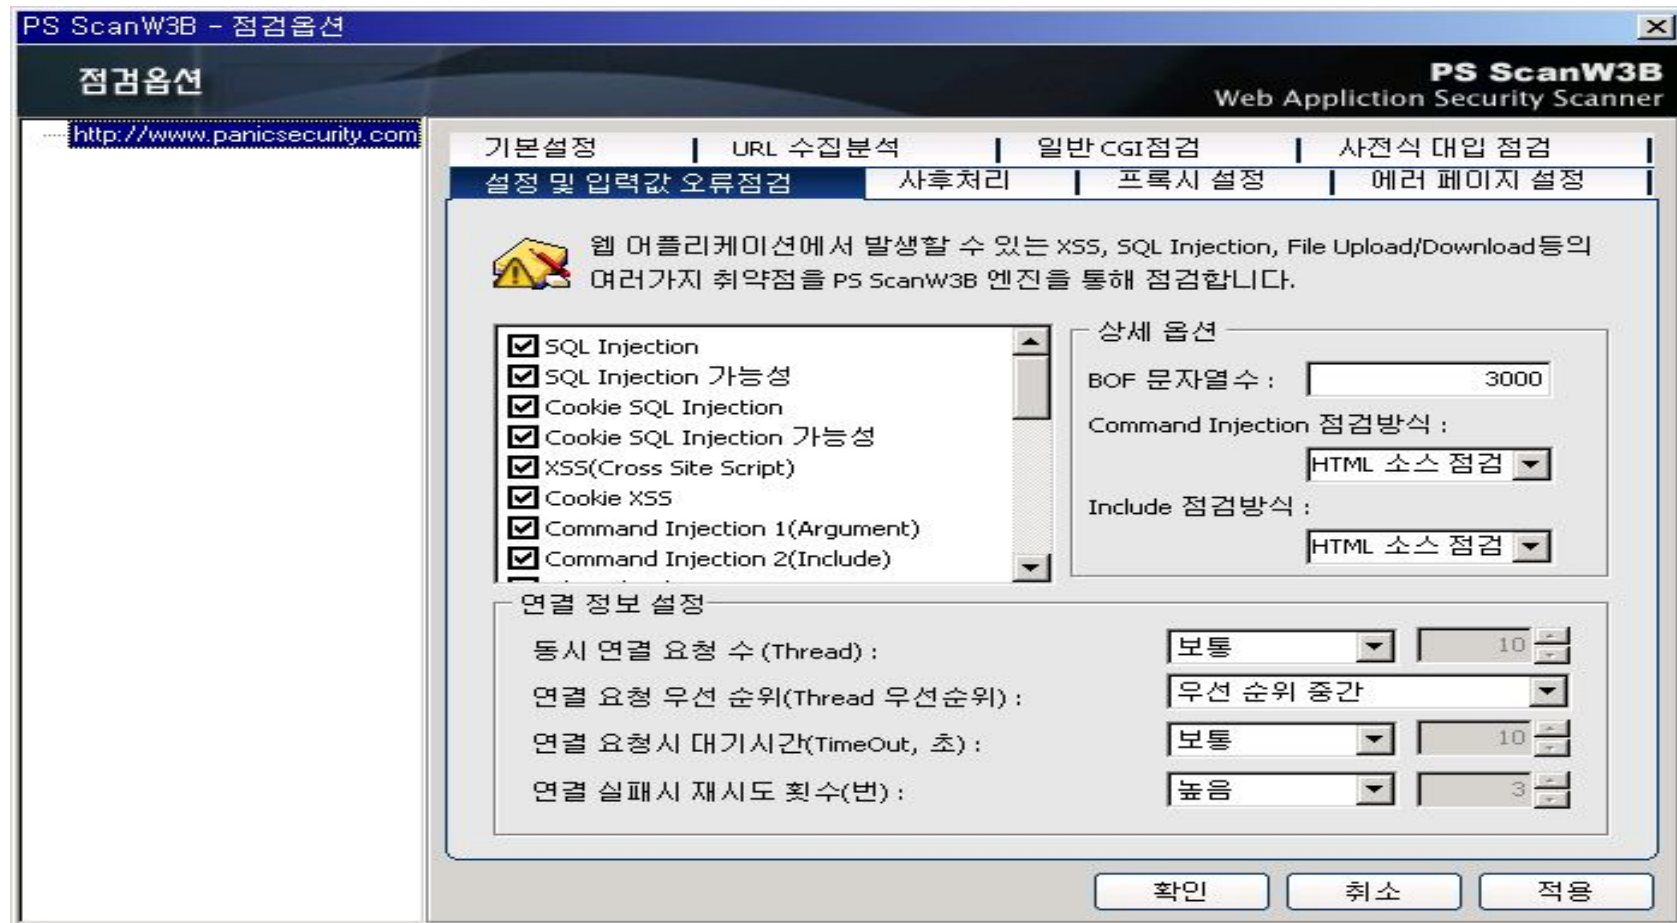 PS ScanW3B - 점검옵션
점검옵션
PS ScanW3B
Web Appliction Security Scanner
http://www.panicsecurity.com
기본설정 URL 수집분석 일반 CGI점검 사전식 대입 점검
설정 및 입력값 오류점검 사후처리 프록시 설정 에러 페이지 설정
웹 어플리케이션에서 발생할 수 있는 XSS, SQL Injection, File Upload/Download등의
여러가지 취약점을 PS ScanW3B 엔진을 통해 점검합니다.
SQL Injection
SQL Injection 가능성
Cookie SQL Injection
Cookie SQL Injection 가능성
XSS(Cross Site Script)
Cookie XSS
Command Injection 1(Argument)
Command Injection 2(Include)
상세 옵션
BOF 문자열수 : 3000
Command Injection 점검방식 :
HTML 소스 점검
Include 점검방식 :
HTML 소스 점검
연결 정보 설정
동시 연결 요청 수 (Thread) : 보통 10
연결 요청 우선 순위(Thread 우선순위) : 우선 순위 중간
연결 요청시 대기시간(TimeOut, 초) : 보통 10
연결 실패시 재시도 횟수(번) : 높음 3
확인 취소 적용